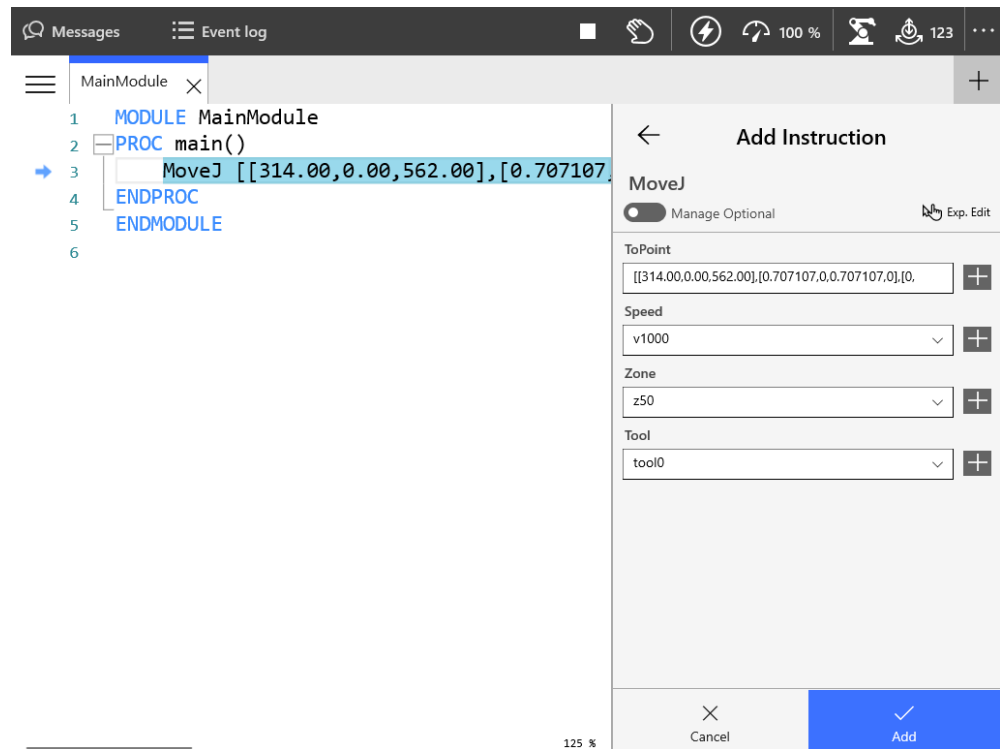 Messages
Event log
100 %
123
MainModule
1 MODULE MainModule
2 PROC main()
3 MoveJ [[314.00,0.00,562.00],[0.707107,
4 ENDPROC
5 ENDMODULE
6
125 %
Add Instruction
MoveJ
Manage Optional
Exp. Edit
ToPoint
[[314.00,0.00,562.00],[0.707107,0,0.707107,0],[0,
Speed
v1000
Zone
z50
Tool
tool0
Cancel
Add